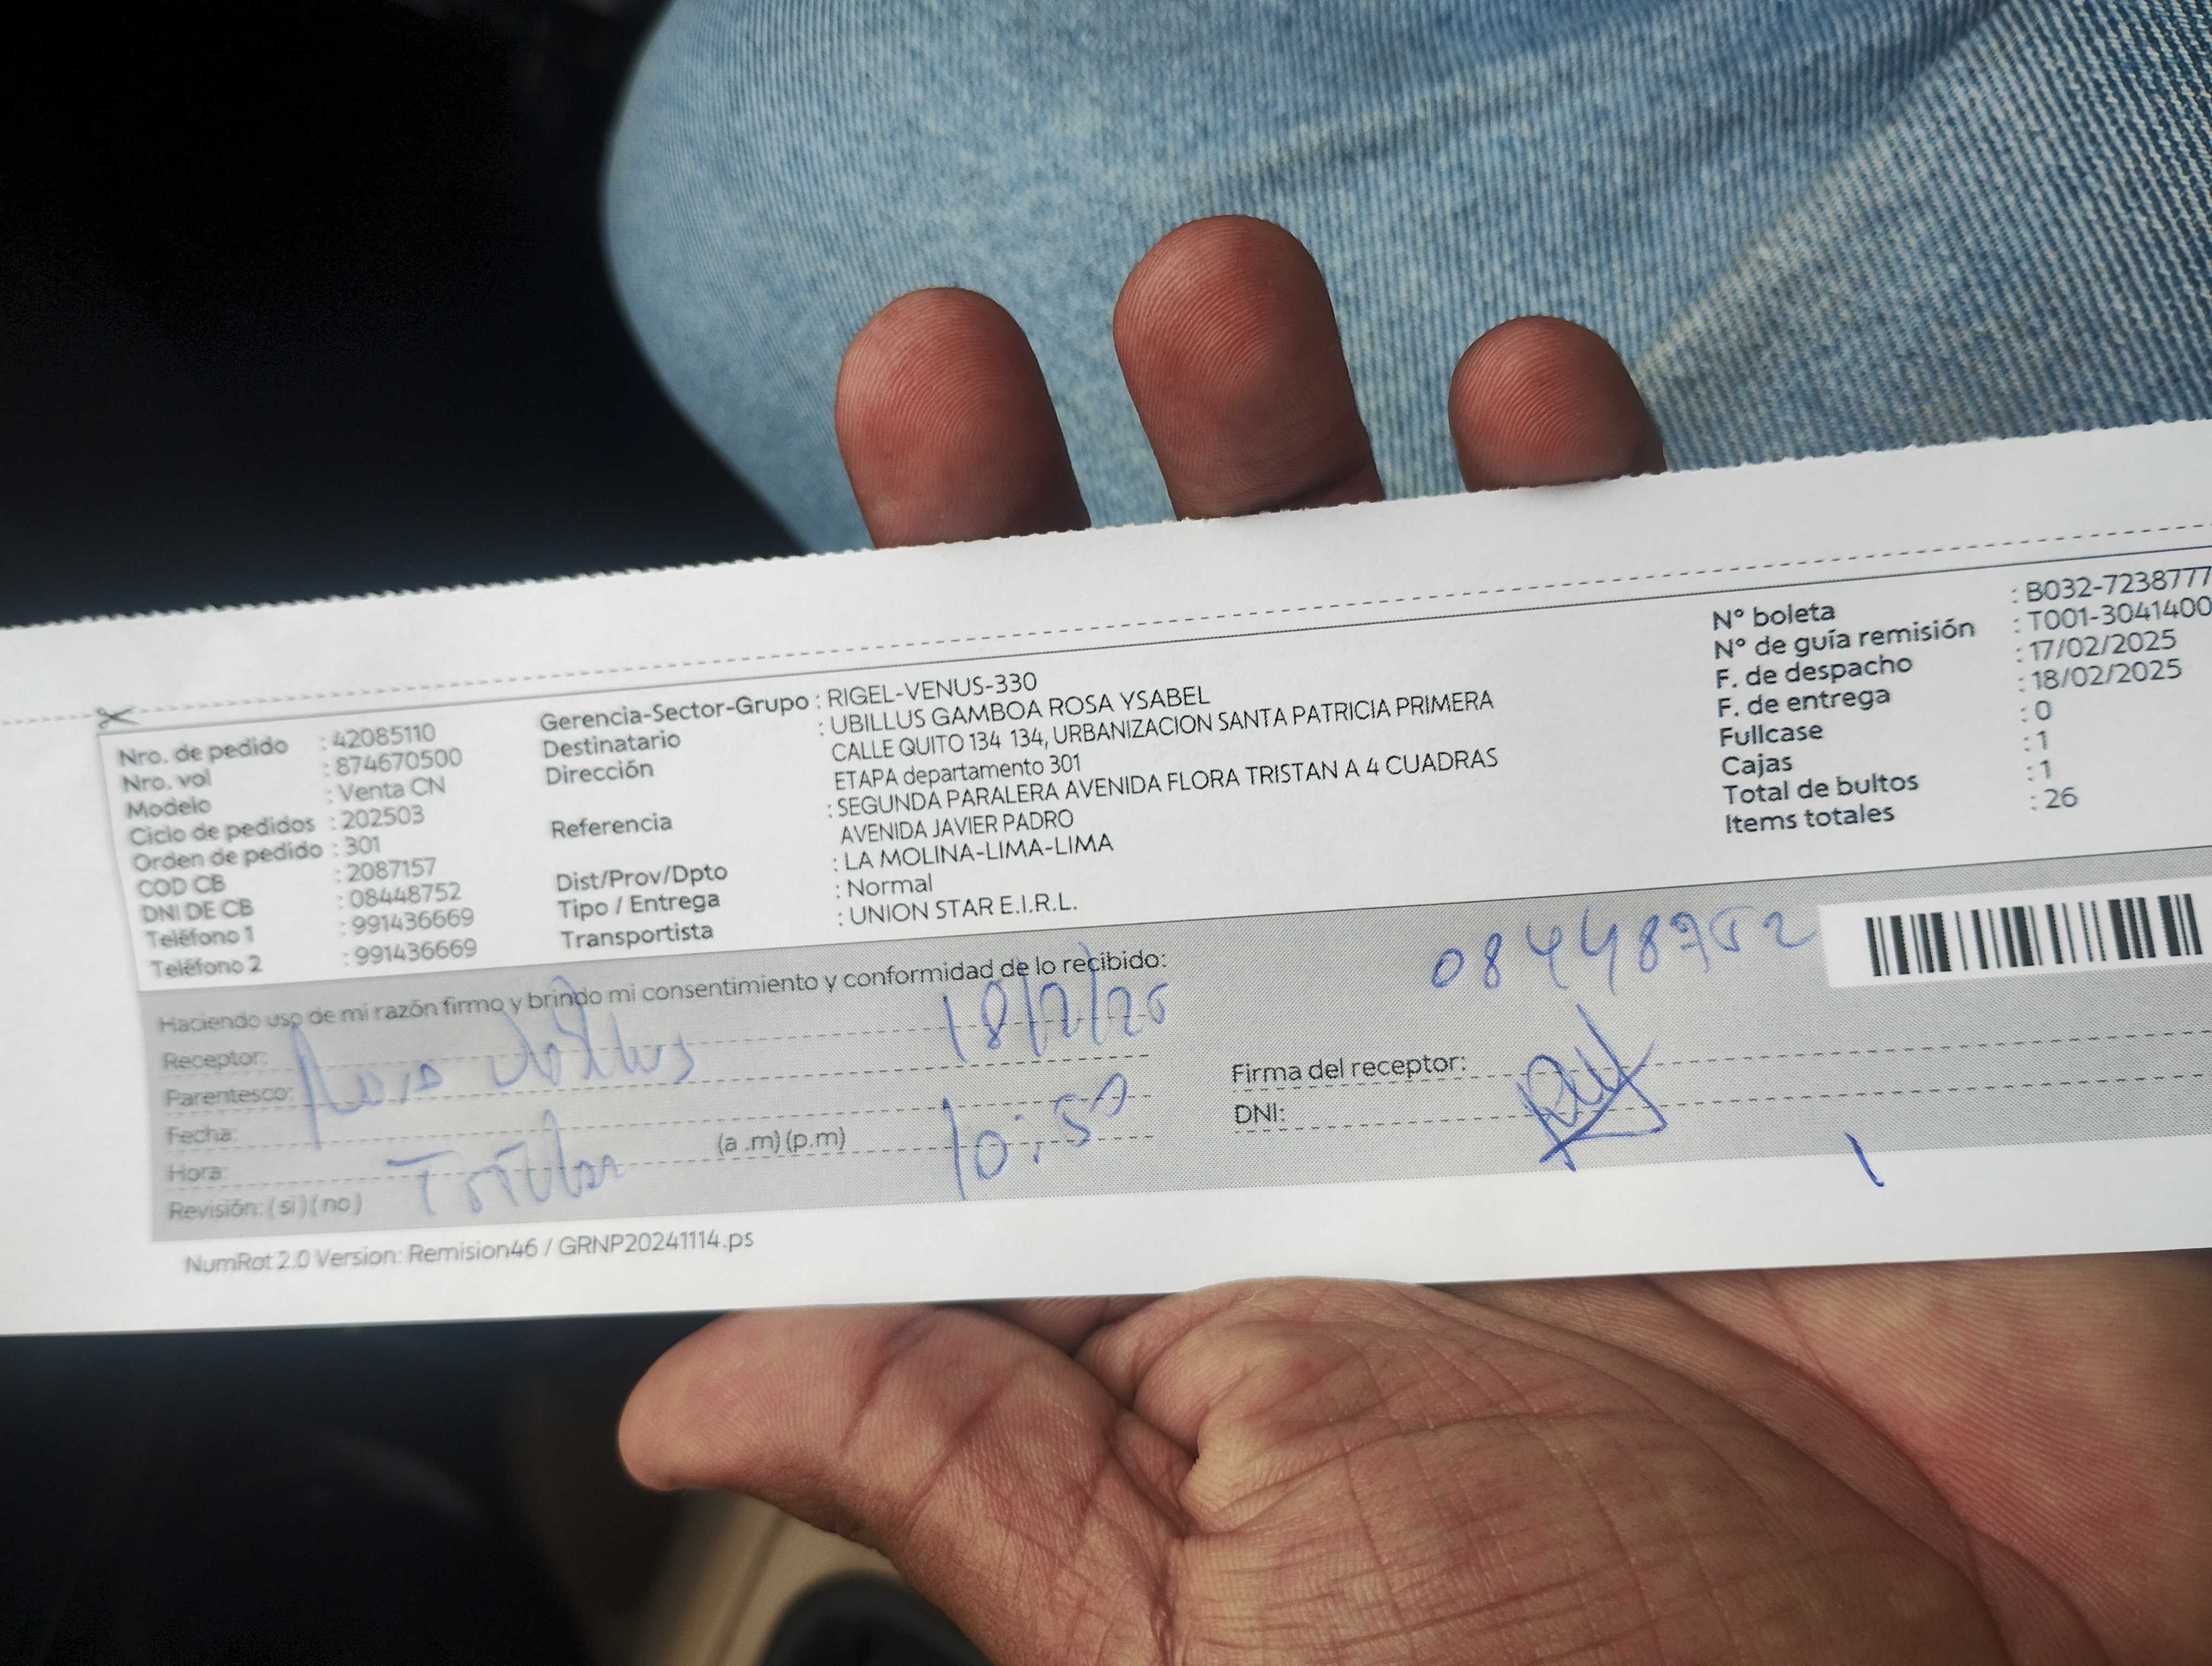 Nro. de pedido : 42085110
Nro. vol : 874670500
Modelo : Venta CN
Ciclo de pedidos : 202503
Orden de pedido : 301
COD CB : 2087157
DNI DE CB : 08448752
Teléfono 1 : 991436669
Teléfono 2 : 991436669
Gerencia-Sector-Grupo : RIGEL-VENUS-330
Destinatario : UBILLUS GAMBOA ROSA YSABEL
Dirección CALLE QUITO 134 134, URBANIZACION SANTA PATRICIA PRIMERA
ETAPA departamento 301
Referencia : SEGUNDA PARALERA AVENIDA FLORA TRISTAN A 4 CUADRAS
AVENIDA JAVIER PADRO
Dist/Prov/Dpto : LA MOLINA-LIMA-LIMA
Tipo / Entrega : Normal
Transportista : UNION STAR E.I.R.L.
N° boleta : B032-7238777
N° de guía remisión : T001-3041400
F. de despacho : 17/02/2025
F. de entrega : 18/02/2025
Fullcase : 0
Cajas : 1
Total de bultos : 1
Items totales : 26
Haciendo uso de mi razón firmo y brindo mi consentimiento y conformidad de lo recibido:
Receptor:
Parentesco:
Fecha:
Hora: (a .m) (p.m)
Revisión: ( si ) ( no )
Rosa Ubillus
Titular
18/2/25
10:50
08448752
Firma del receptor:
DNI:
NumRot 2.0 Version: Remision46 / GRNP20241114.ps